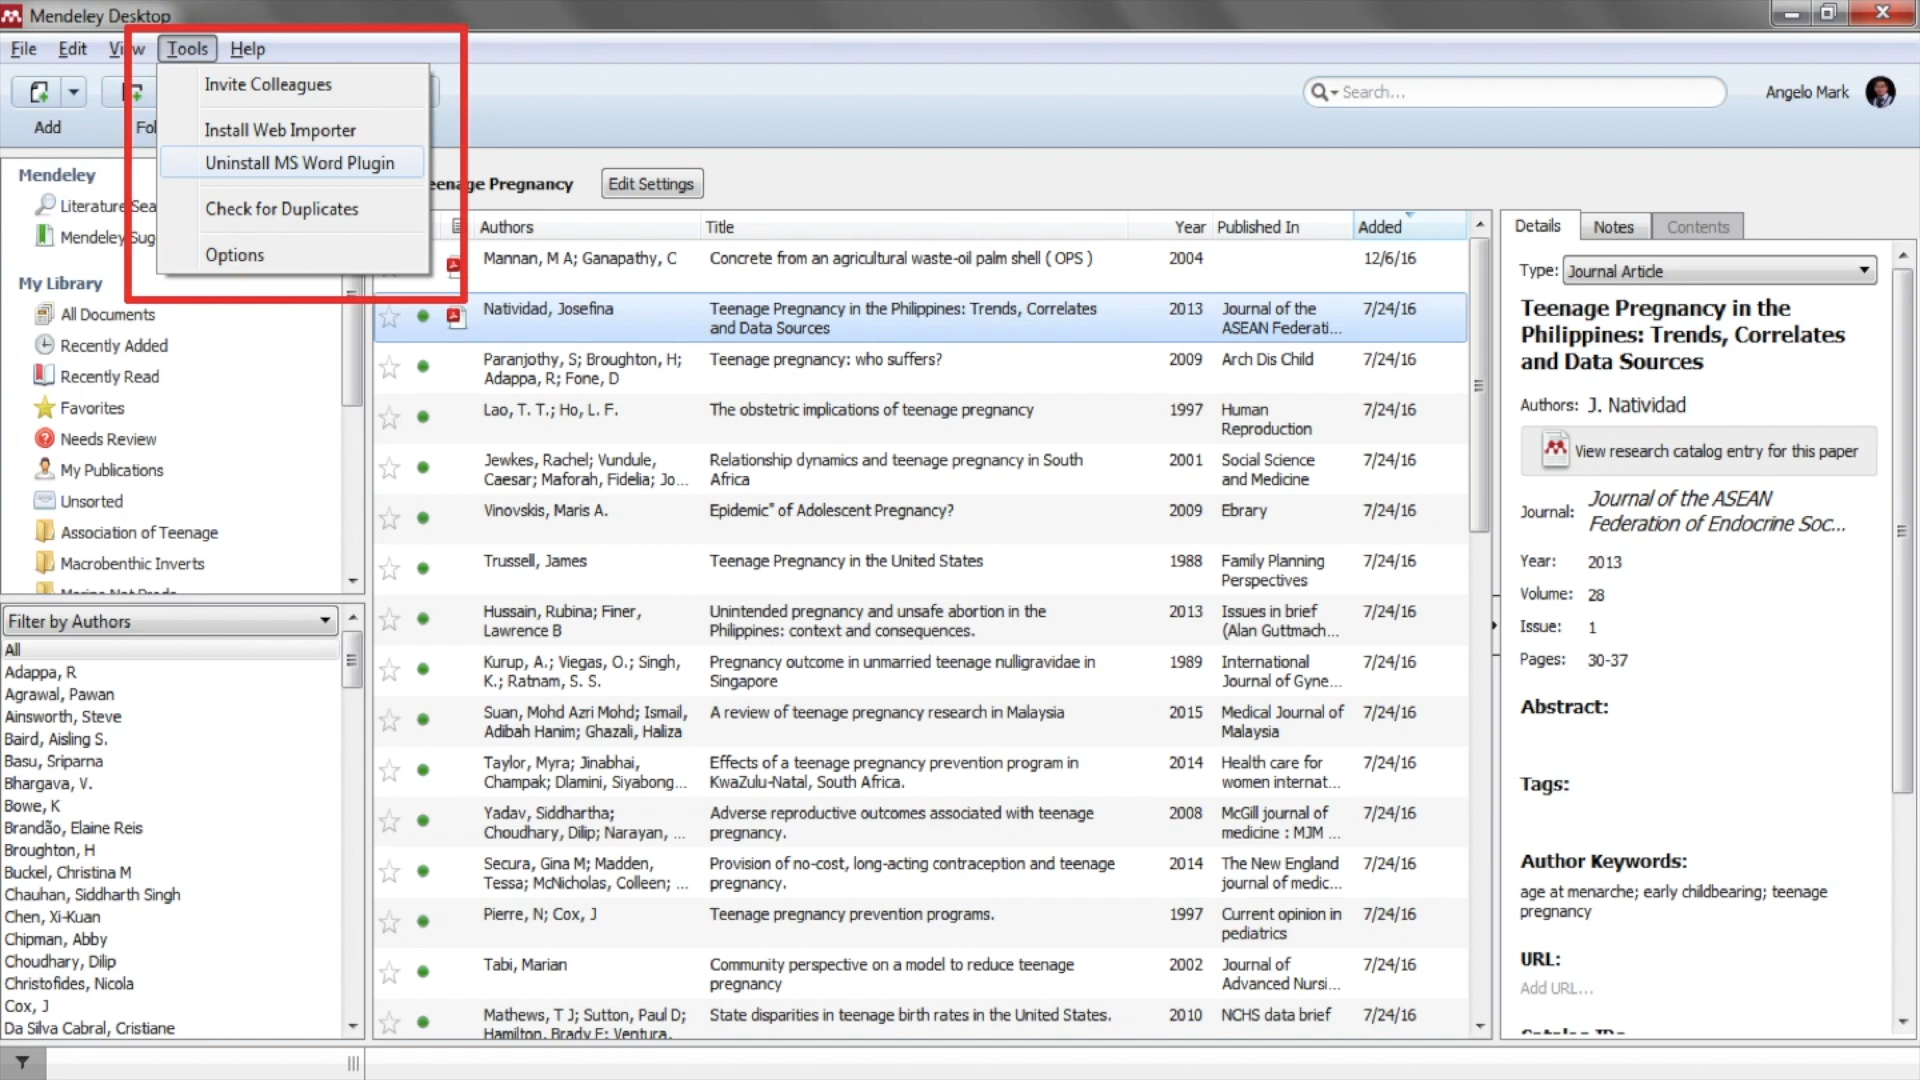 Mendeley Desktop
File Edit View Tools Help
Invite Colleagues
Install Web Importer
Uninstall MS Word Plugin
Check for Duplicates
Options
Add
Search...
Angelo Mark
Mendeley
My Library
All Documents
Recently Added
Recently Read
Favorites
Needs Review
My Publications
Unsorted
Association of Teenage
Macrobenthic Inverts
Filter by Authors
All
Adappa, R
Agrawal, Pawan
Ainsworth, Steve
Baird, Aisling S.
Basu, Sriparna
Bhargava, V.
Bowe, K
Brandão, Elaine Reis
Broughton, H
Buckel, Christina M
Chauhan, Siddharth Singh
Chen, Xi-Kuan
Chipman, Abby
Choudhary, Dilip
Christofides, Nicola
Cox, J
Da Silva Cabral, Cristiane
eenage Pregnancy Edit Settings
Authors Title Year Published In Added
Mannan, M A; Ganapathy, C Concrete from an agricultural waste-oil palm shell ( OPS ) 2004 12/6/16
Natividad, Josefina Teenage Pregnancy in the Philippines: Trends, Correlates 2013 Journal of the 7/24/16
and Data Sources ASEAN Federati...
Paranjothy, S; Broughton, H; Teenage pregnancy: who suffers? 2009 Arch Dis Child 7/24/16
Adappa, R; Fone, D
Lao, T. T.; Ho, L. F. The obstetric implications of teenage pregnancy 1997 Human 7/24/16
Reproduction
Jewkes, Rachel; Vundule, Relationship dynamics and teenage pregnancy in South 2001 Social Science 7/24/16
Caesar; Maforah, Fidelia; Jo... Africa and Medicine
Vinovskis, Maris A. Epidemic" of Adolescent Pregnancy? 2009 Ebrary 7/24/16
Trussell, James Teenage Pregnancy in the United States 1988 Family Planning 7/24/16
Perspectives
Hussain, Rubina; Finer, Unintended pregnancy and unsafe abortion in the 2013 Issues in brief 7/24/16
Lawrence B Philippines: context and consequences. (Alan Guttmach...
Kurup, A.; Viegas, O.; Singh, Pregnancy outcome in unmarried teenage nulligravidae in 1989 International 7/24/16
K.; Ratnam, S. S. Singapore Journal of Gyne...
Suan, Mohd Azri Mohd; Ismail, A review of teenage pregnancy research in Malaysia 2015 Medical Journal of 7/24/16
Adibah Hanim; Ghazali, Haliza Malaysia
Taylor, Myra; Jinabhai, Effects of a teenage pregnancy prevention program in 2014 Health care for 7/24/16
Champak; Dlamini, Siyabong... KwaZulu-Natal, South Africa. women internat...
Yadav, Siddhartha; Adverse reproductive outcomes associated with teenage 2008 McGill journal of 7/24/16
Choudhary, Dilip; Narayan, ... pregnancy. medicine : MJM ...
Secura, Gina M; Madden, Provision of no-cost, long-acting contraception and teenage 2014 The New England 7/24/16
Tessa; McNicholas, Colleen; ... pregnancy. journal of medic...
Pierre, N; Cox, J Teenage pregnancy prevention programs. 1997 Current opinion in 7/24/16
pediatrics
Tabi, Marian Community perspective on a model to reduce teenage 2002 Journal of 7/24/16
pregnancy Advanced Nursi...
Mathews, T J; Sutton, Paul D; State disparities in teenage birth rates in the United States. 2010 NCHS data brief 7/24/16
Hamilton, Brady E; Ventura,
Details Notes Contents
Type: Journal Article
Teenage Pregnancy in the
Philippines: Trends, Correlates
and Data Sources
Authors: J. Natividad
View research catalog entry for this paper
Journal: Journal of the ASEAN
Federation of Endocrine Soc...
Year: 2013
Volume: 28
Issue: 1
Pages: 30-37
Abstract:
Tags:
Author Keywords:
age at menarche; early childbearing; teenage
pregnancy
URL:
Add URL...